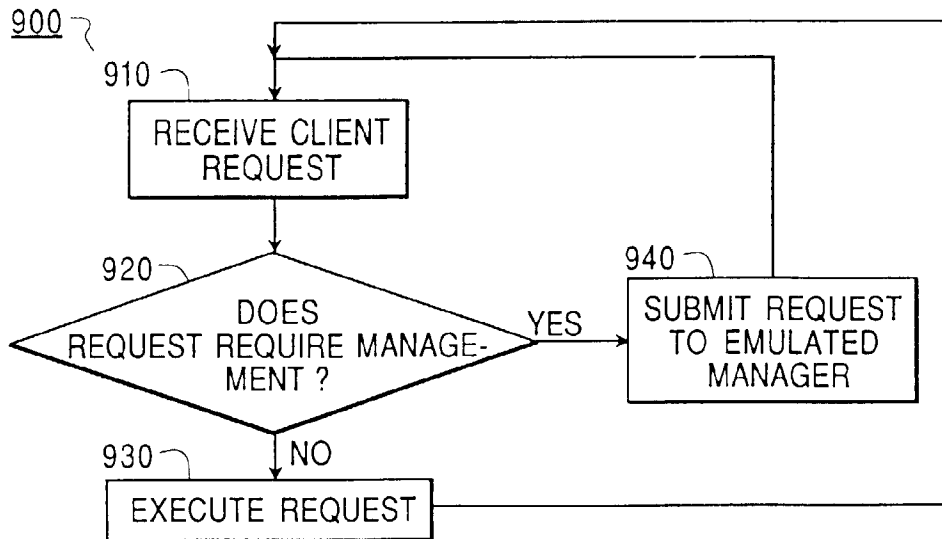 900
910
RECEIVE CLIENT
REQUEST
920
DOES
REQUEST REQUIRE MANAGE-
MENT ?
YES
940
SUBMIT REQUEST
TO EMULATED
MANAGER
NO
930
EXECUTE REQUEST